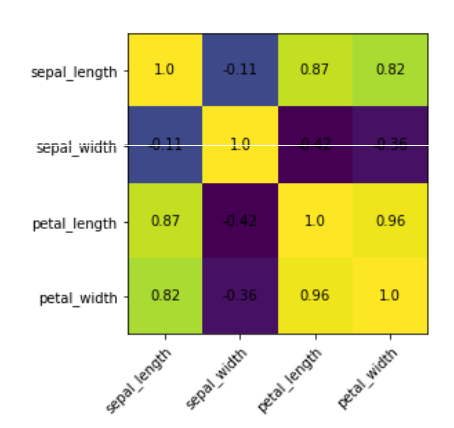 sepal_length 1.0 -0.11 0.87 0.82
sepal_width -0.11 1.0 -0.42 -0.36
petal_length 0.87 -0.42 1.0 0.96
petal_width 0.82 -0.36 0.96 1.0
sepal_length sepal_width petal_length petal_width